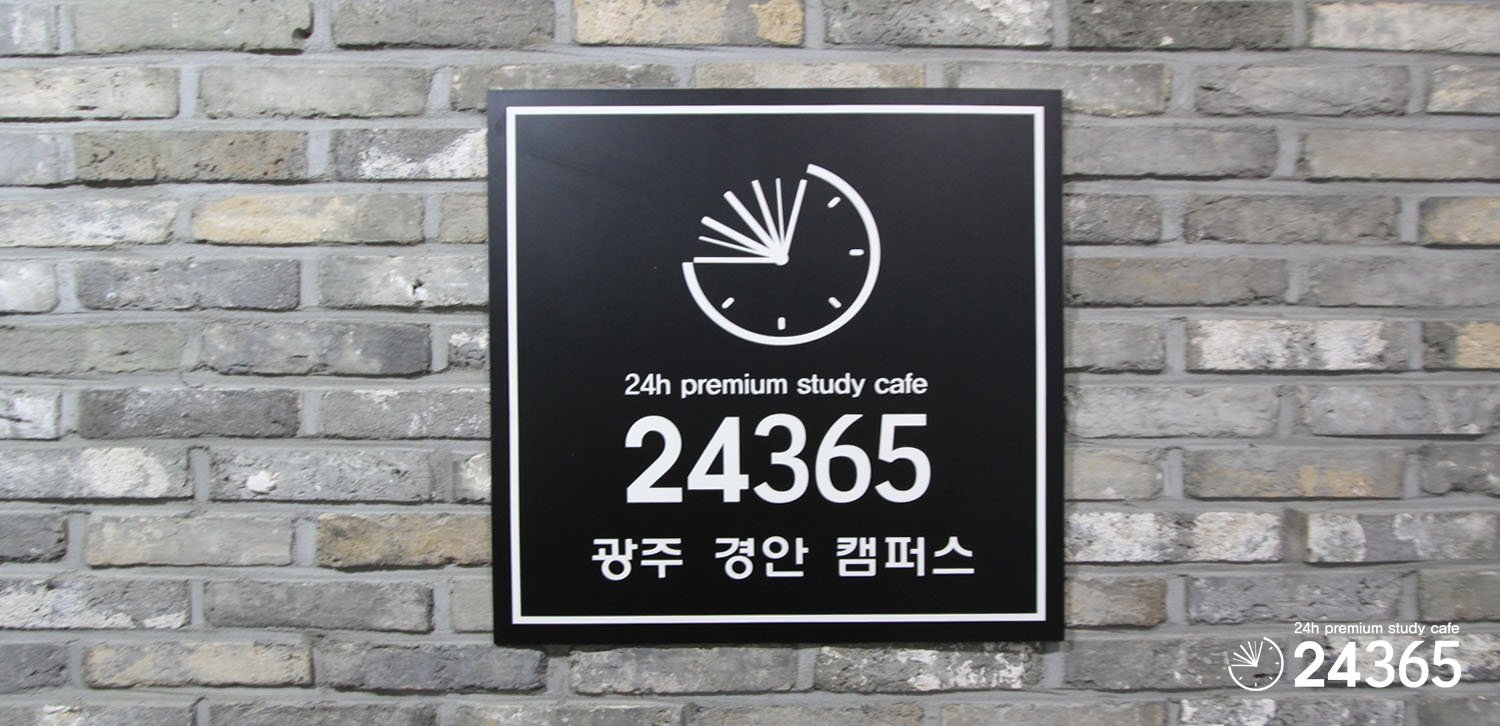 24h premium study cafe
24365
광주 경안 캠퍼스
24h premium study cafe
24365